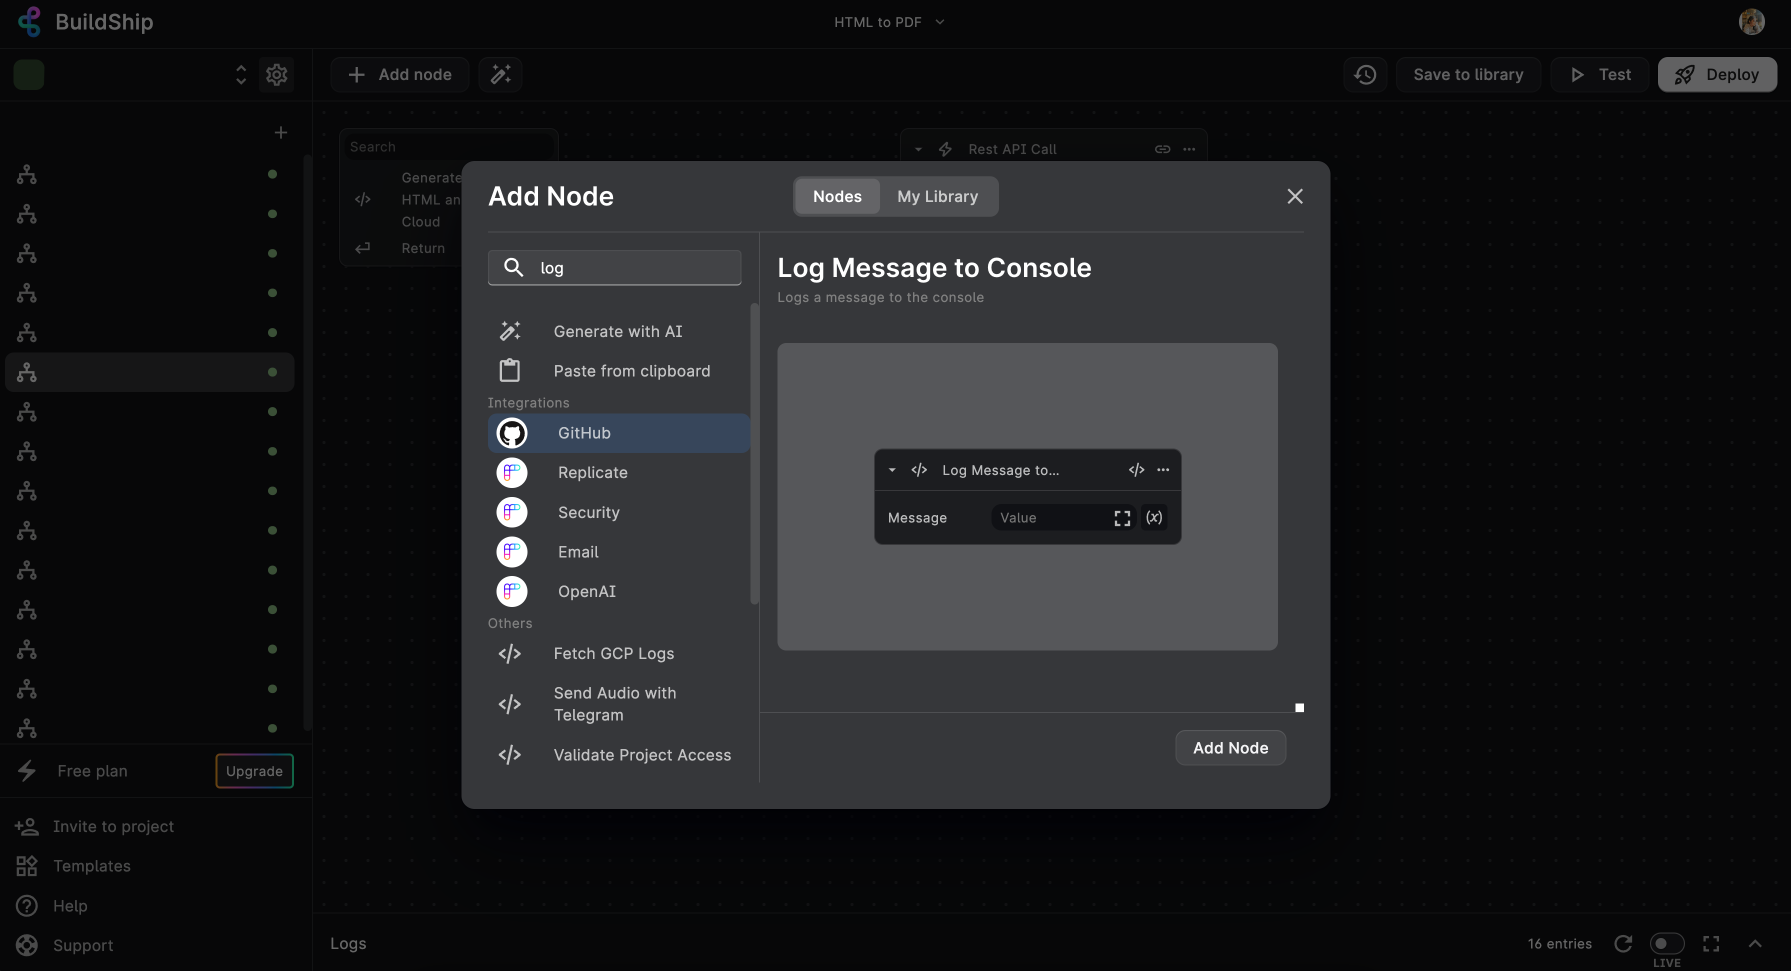 BuildShip
HTML to PDF
Add node
Save to library
Test
Deploy
Search
Generate
HTML an
Cloud
Return
Rest API Call
Add Node
Nodes
My Library
log
Generate with AI
Paste from clipboard
Integrations
GitHub
Replicate
Security
Email
OpenAI
Others
Fetch GCP Logs
Send Audio with
Telegram
Validate Project Access
Log Message to Console
Logs a message to the console
Log Message to...
Message
Value
(x)
Add Node
Free plan
Upgrade
Invite to project
Templates
Help
Support
Logs
16 entries
LIVE